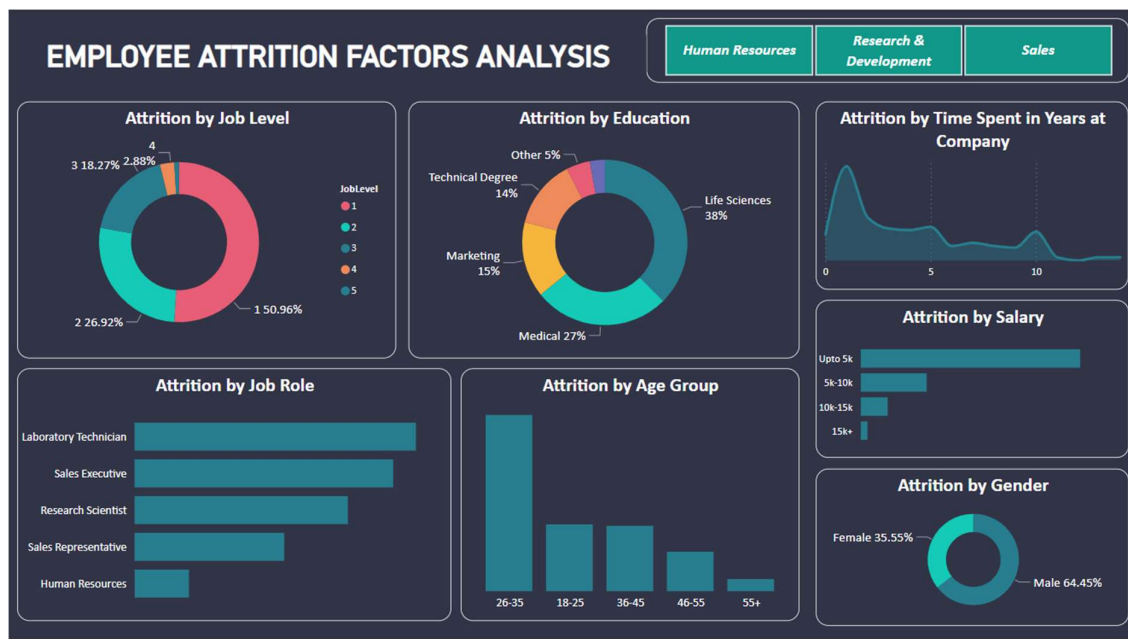 EMPLOYEE ATTRITION FACTORS ANALYSIS
Human Resources
Research &
Development
Sales
Attrition by Job Level
4
3 18.27%
2.88%
JobLevel
1
2
3
4
5
2 26.92%
1 50.96%
Attrition by Education
Other 5%
Technical Degree
14%
Life Sciences
38%
Marketing
15%
Medical 27%
Attrition by Time Spent in Years at
Company
0
5
10
Attrition by Salary
Upto 5k
5k-10k
10k-15k
15k+
Attrition by Job Role
Laboratory Technician
Sales Executive
Research Scientist
Sales Representative
Human Resources
Attrition by Age Group
26-35
18-25
36-45
46-55
55+
Attrition by Gender
Female 35.55%
Male 64.45%